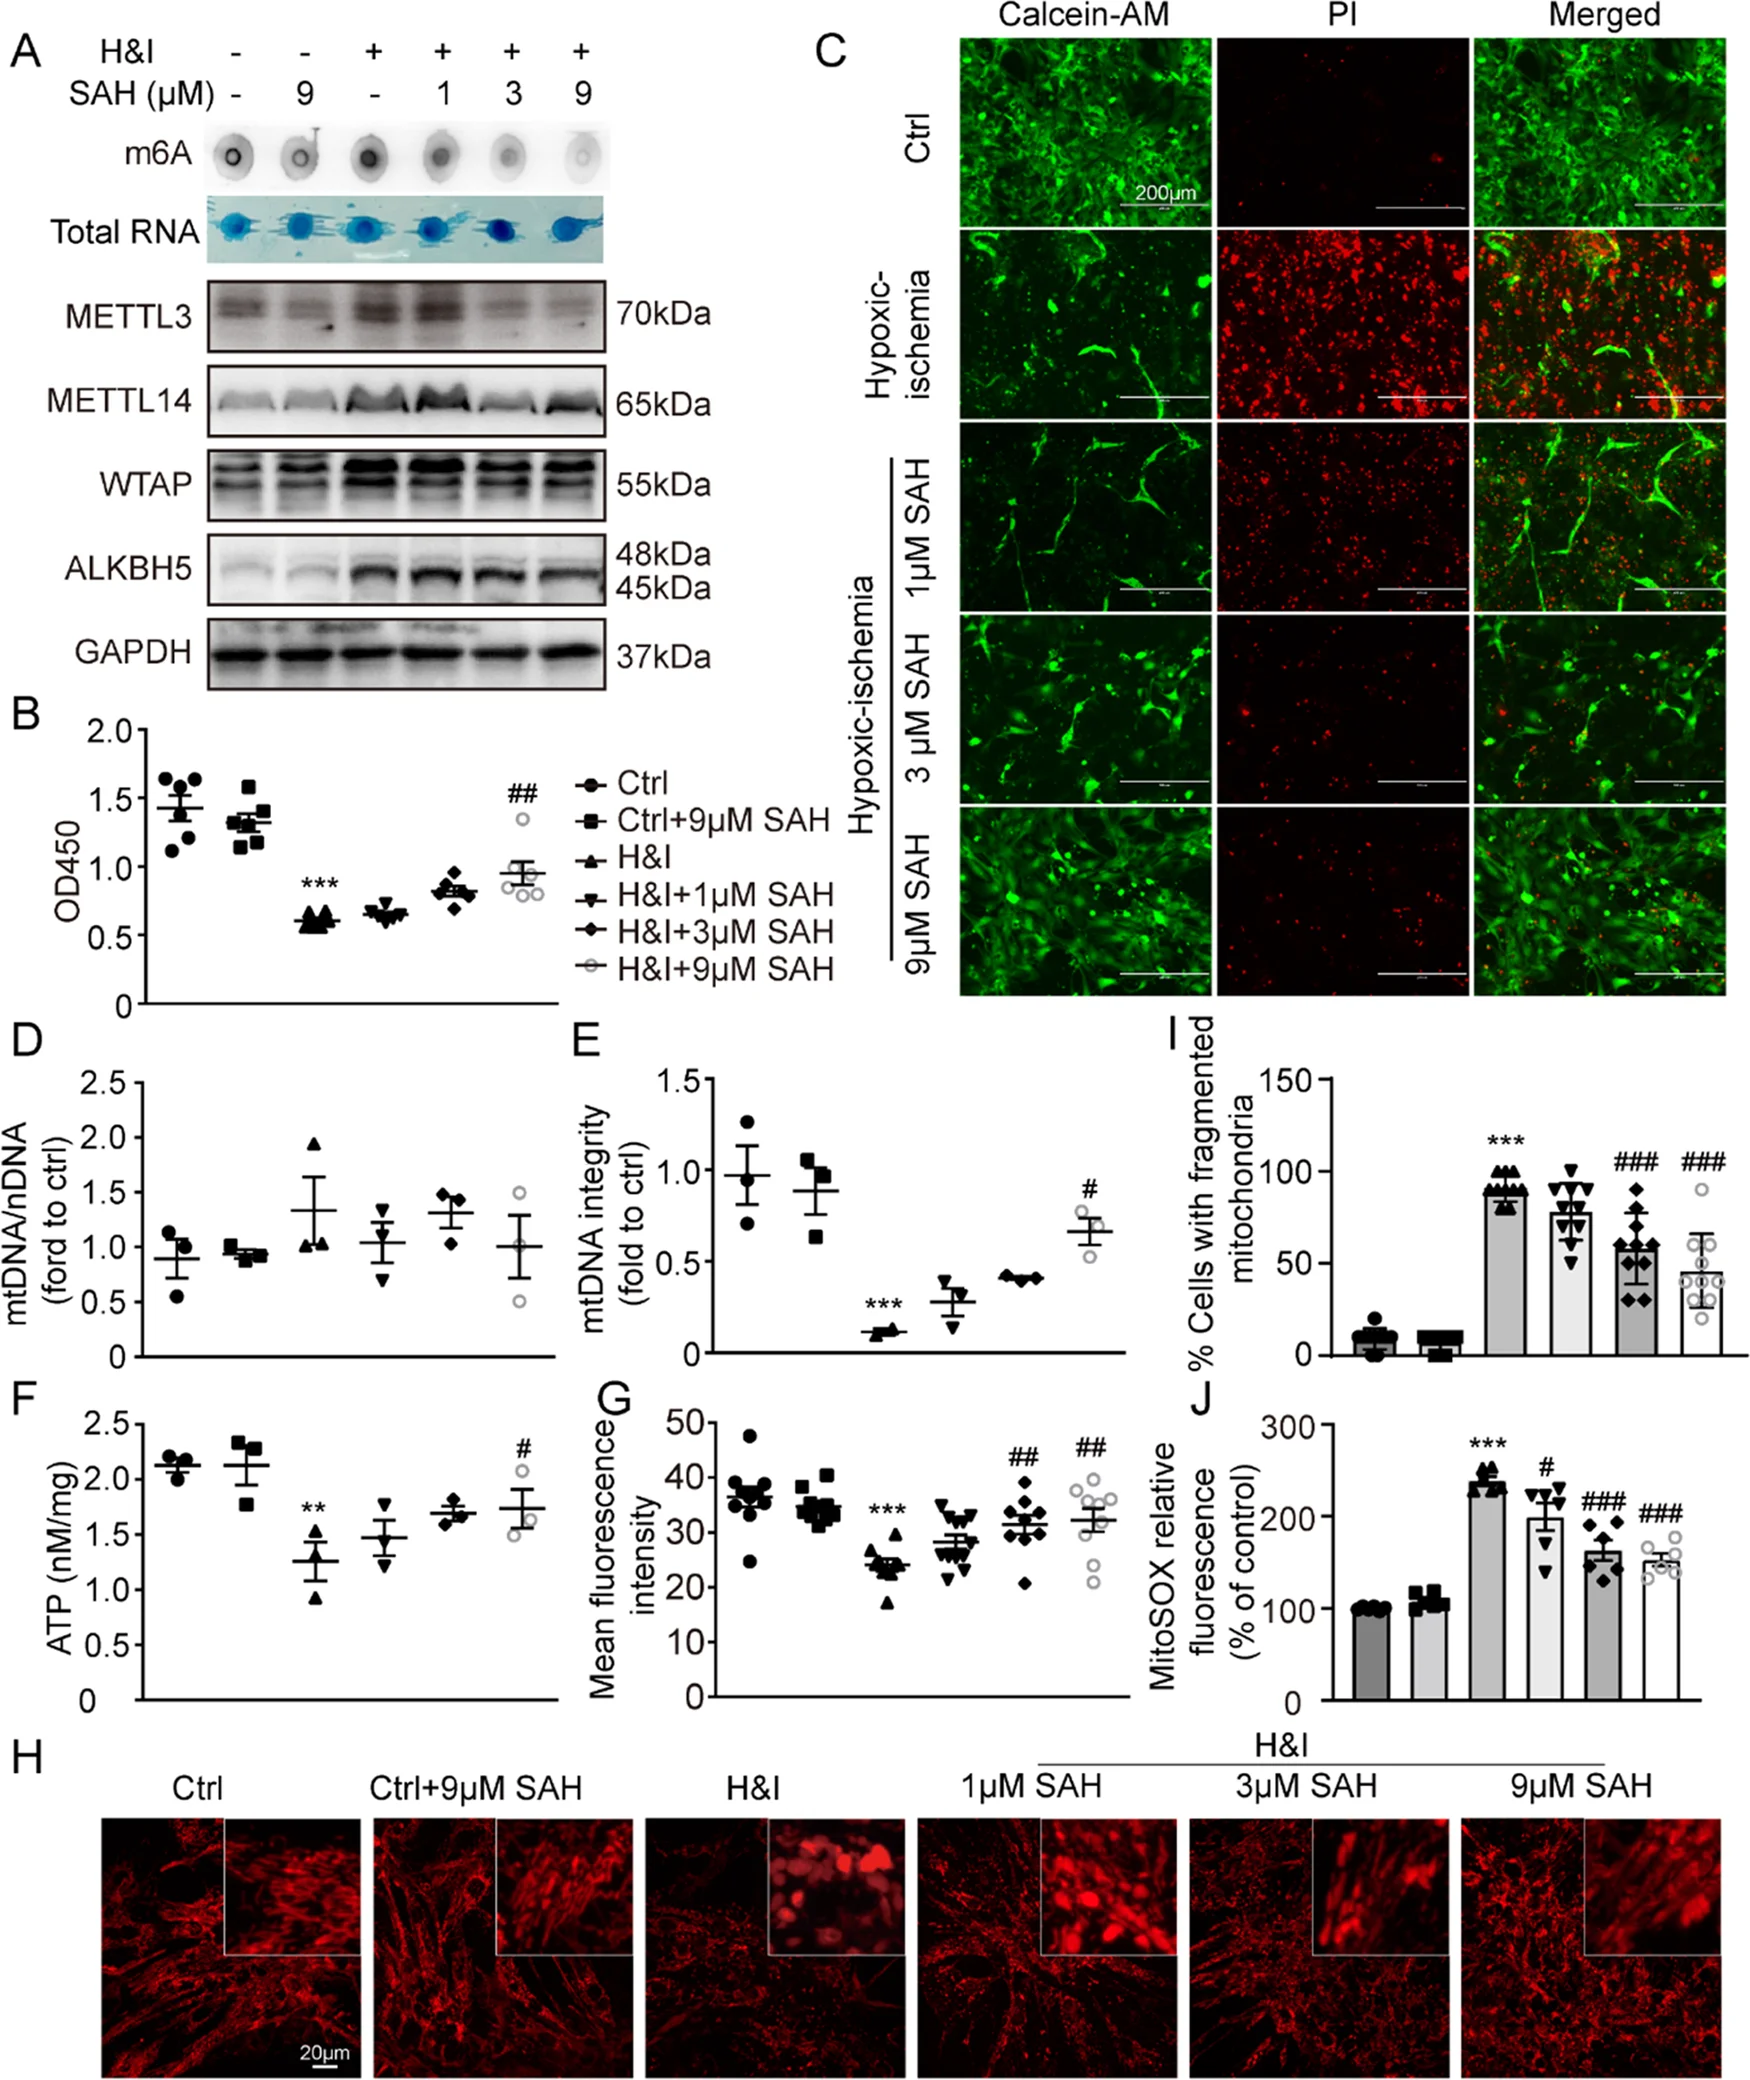 A
H&I - - + + + +
SAH (μM) - 9 - 1 3 9
m6A
Total RNA
METTL3 70kDa
METTL14 65kDa
WTAP 55kDa
ALKBH5 48kDa
45kDa
GAPDH 37kDa
B
OD450
2.0
1.5
1.0
0.5
0
***
##
Ctrl
Ctrl+9μM SAH
H&I
H&I+1μM SAH
H&I+3μM SAH
H&I+9μM SAH
C
Calcein-AM PI Merged
Ctrl
200μm
Hypoxic-
ischemia
Hypoxic-ischemia
1μM SAH
3 μM SAH
9μM SAH
D
mtDNA/nDNA
(ford to ctrl)
2.5
2.0
1.5
1.0
0.5
0
E
mtDNA integrity
(fold to ctrl)
1.5
1.0
0.5
0
***
#
I
% Cells with fragmented
mitochondria
150
100
50
0
*** ### ###
F
ATP (nM/mg)
2.5
2.0
1.5
1.0
0.5
0
**
#
G
Mean fluorescence
intensity
50
40
30
20
10
0
*** ## ##
J
MitoSOX relative
fluorescence
(% of control)
300
200
100
0
*** # ### ###
H
H&I
Ctrl Ctrl+9μM SAH H&I 1μM SAH 3μM SAH 9μM SAH
20μm